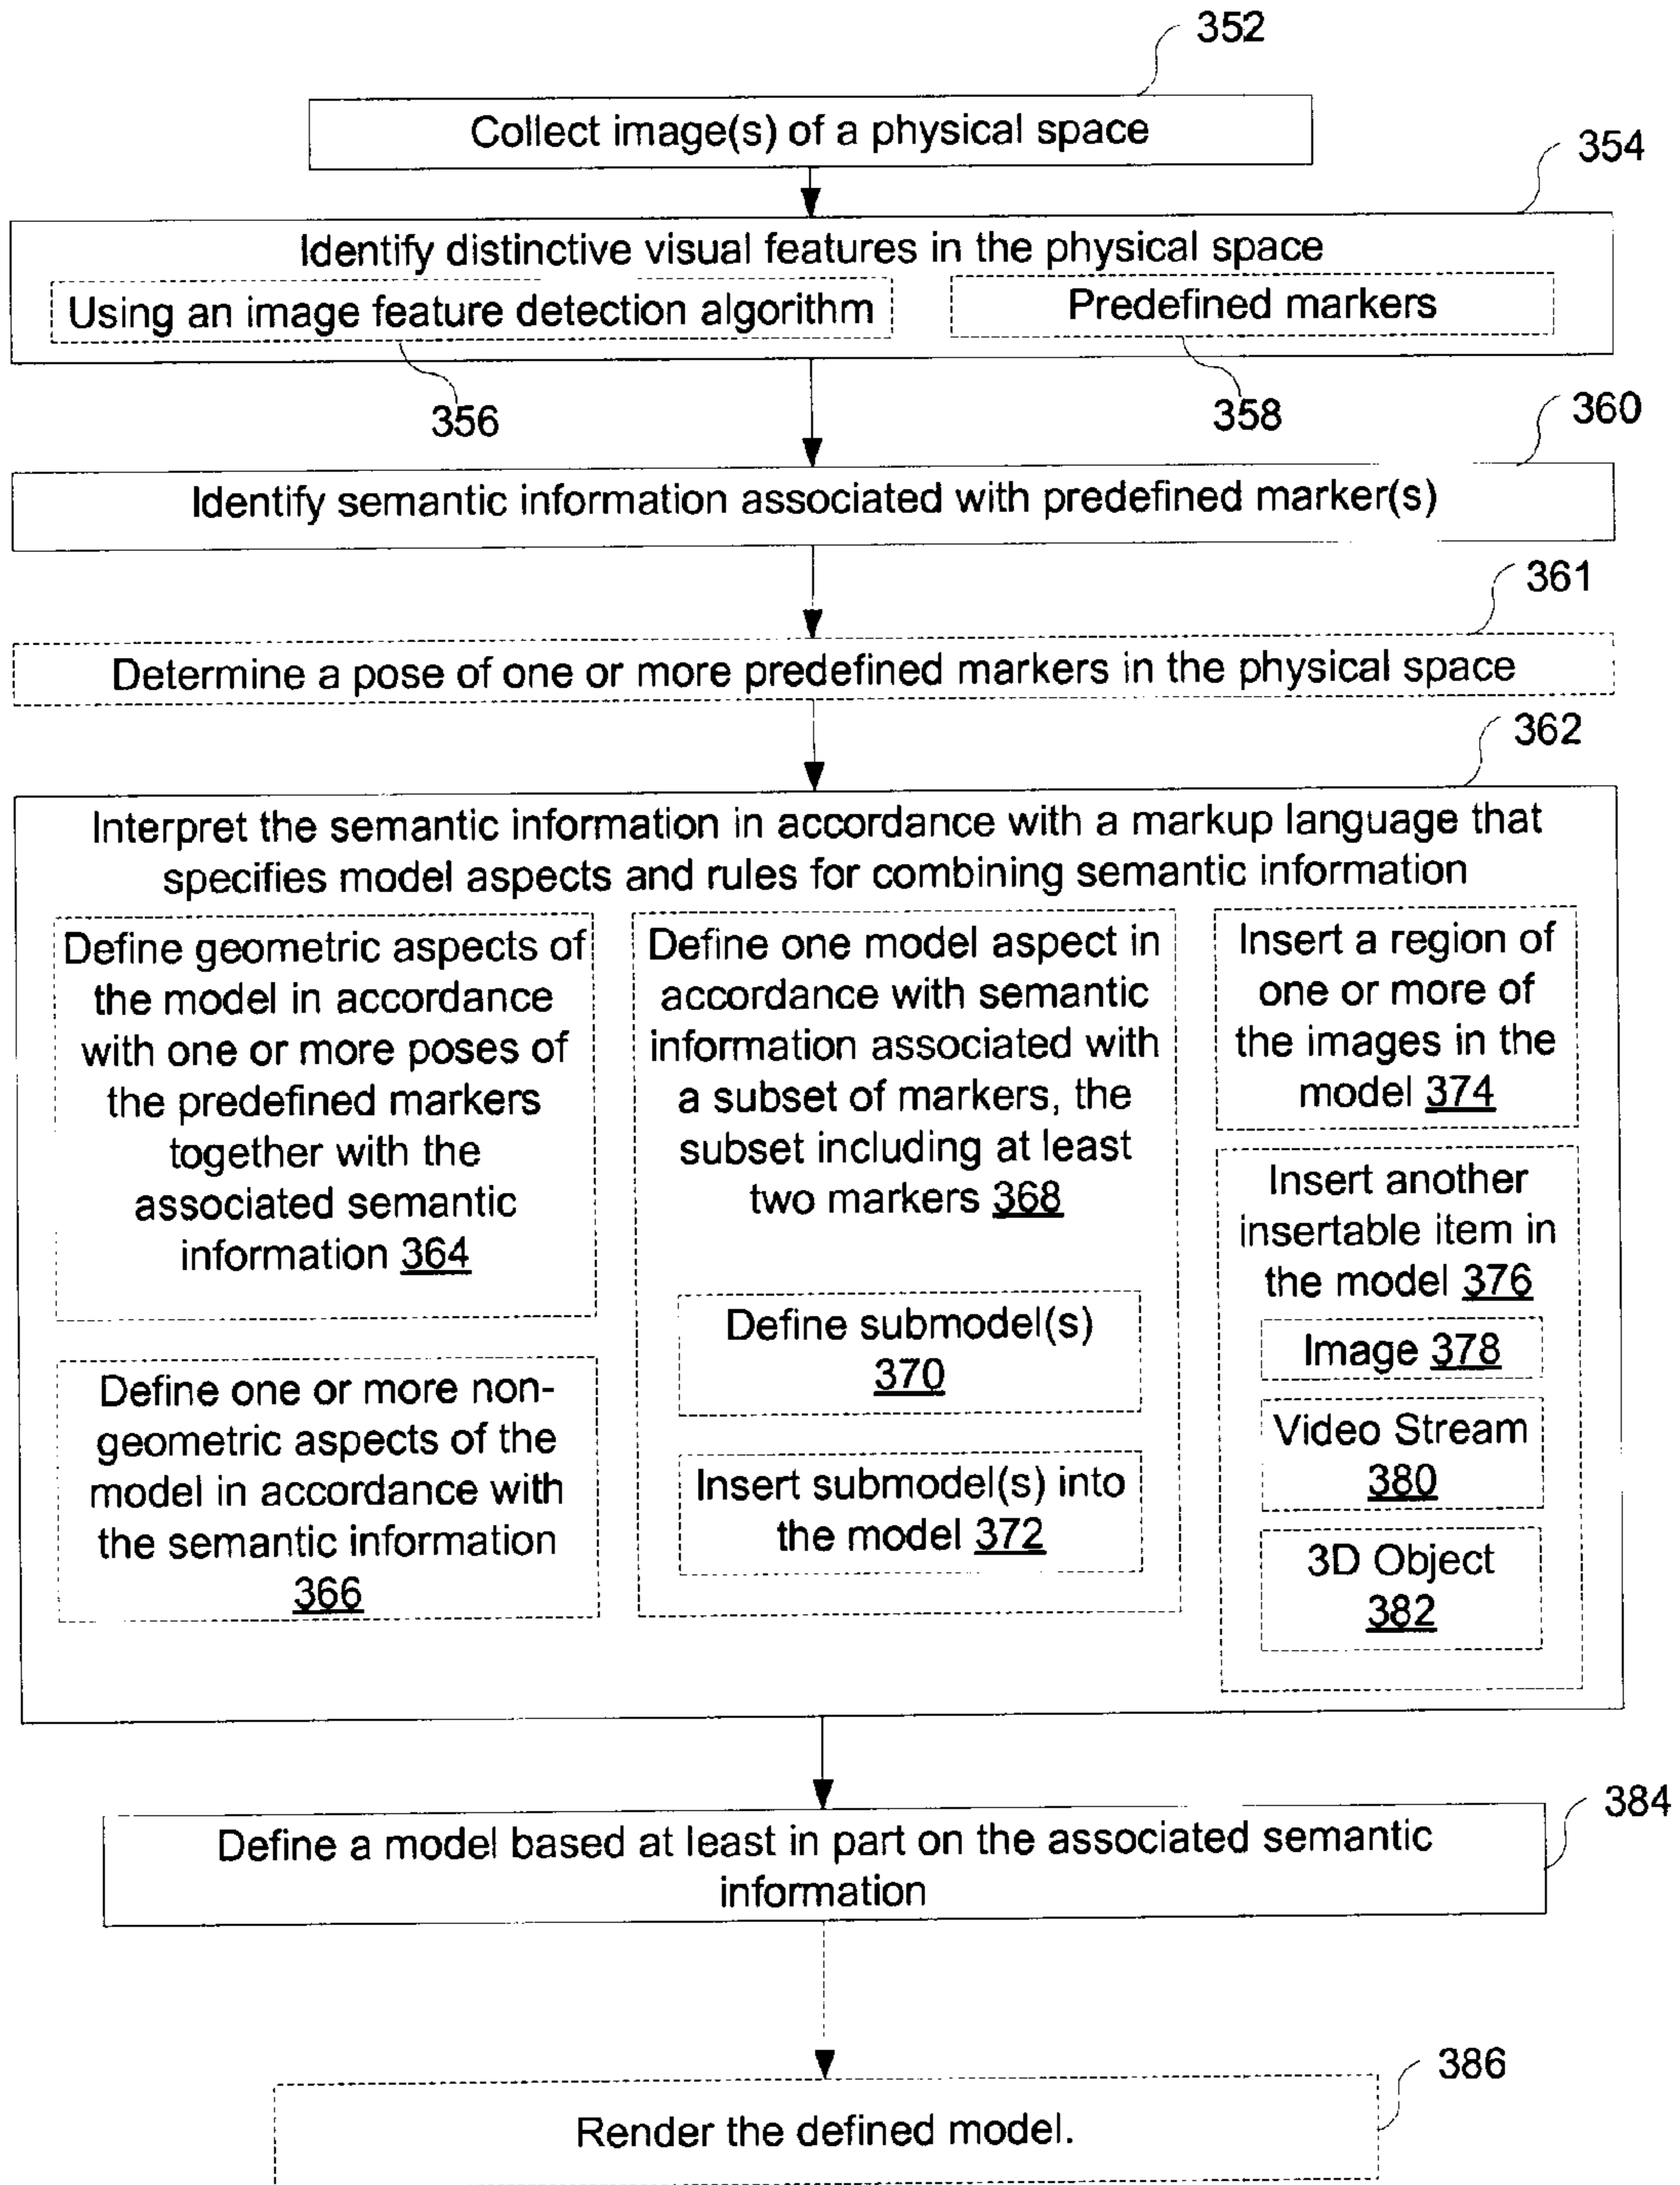 352
Collect image(s) of a physical space
354
Identify distinctive visual features in the physical space
Using an image feature detection algorithm
Predefined markers
356
358
360
Identify semantic information associated with predefined marker(s)
361
Determine a pose of one or more predefined markers in the physical space
362
Interpret the semantic information in accordance with a markup language that
specifies model aspects and rules for combining semantic information
Define geometric aspects of
the model in accordance
with one or more poses of
the predefined markers
together with the
associated semantic
information 364
Define one or more non-
geometric aspects of the
model in accordance with
the semantic information
366
Define one model aspect in
accordance with semantic
information associated with
a subset of markers, the
subset including at least
two markers 368
Define submodel(s)
370
Insert submodel(s) into
the model 372
Insert a region of
one or more of
the images in the
model 374
Insert another
insertable item in
the model 376
Image 378
Video Stream
380
3D Object
382
384
Define a model based at least in part on the associated semantic
information
386
Render the defined model.